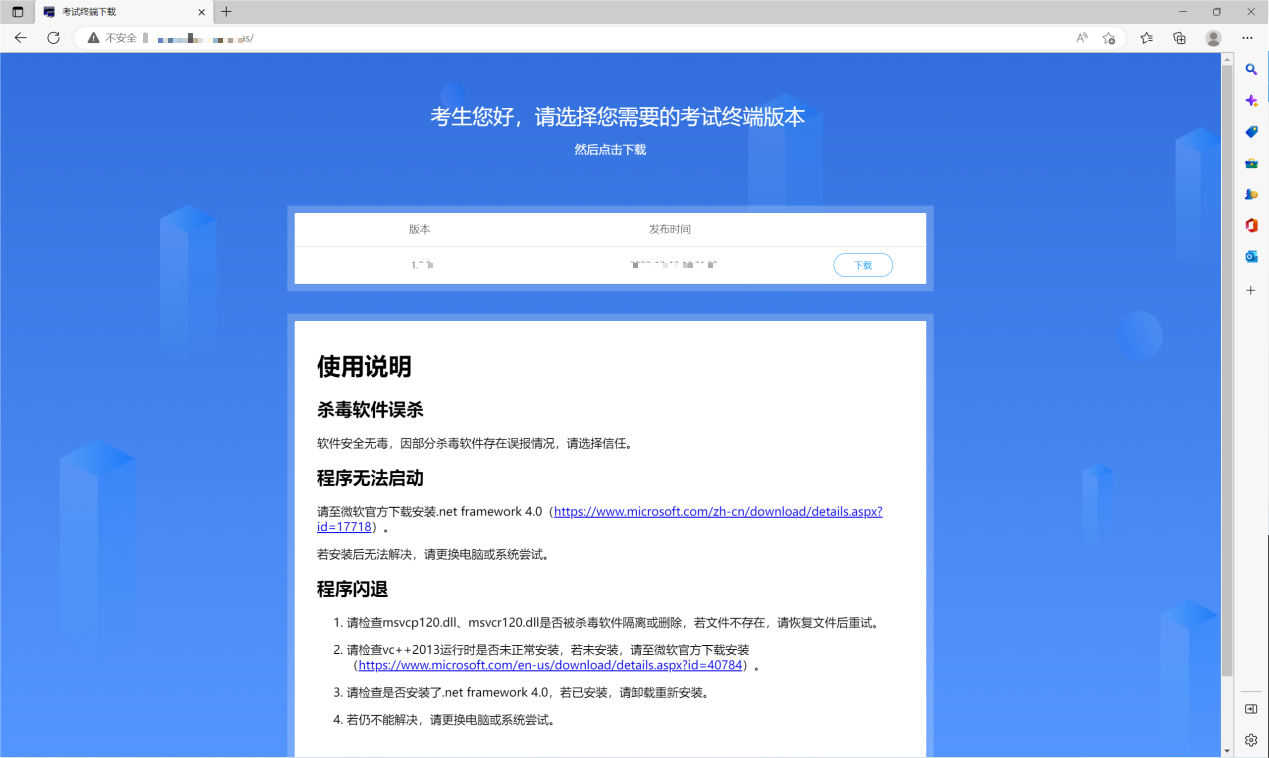 考试终端下载
不安全
考生您好，请选择您需要的考试终端版本
然后点击下载
版本 发布时间
下载
使用说明
杀毒软件误杀
软件安全无毒，因部分杀毒软件存在误报情况，请选择信任。
程序无法启动
请至微软官方下载安装.net framework 4.0（https://www.microsoft.com/zh-cn/download/details.aspx?
id=17718）。
若安装后无法解决，请更换电脑或系统尝试。
程序闪退
1. 请检查msvcp120.dll、msvcr120.dll是否被杀毒软件隔离或删除，若文件不存在，请恢复文件后重试。
2. 请检查vc++2013运行时是否未正常安装，若未安装，请至微软官方下载安装
（https://www.microsoft.com/en-us/download/details.aspx?id=40784）。
3. 请检查是否安装了.net framework 4.0，若已安装，请卸载重新安装。
4. 若仍不能解决，请更换电脑或系统尝试。